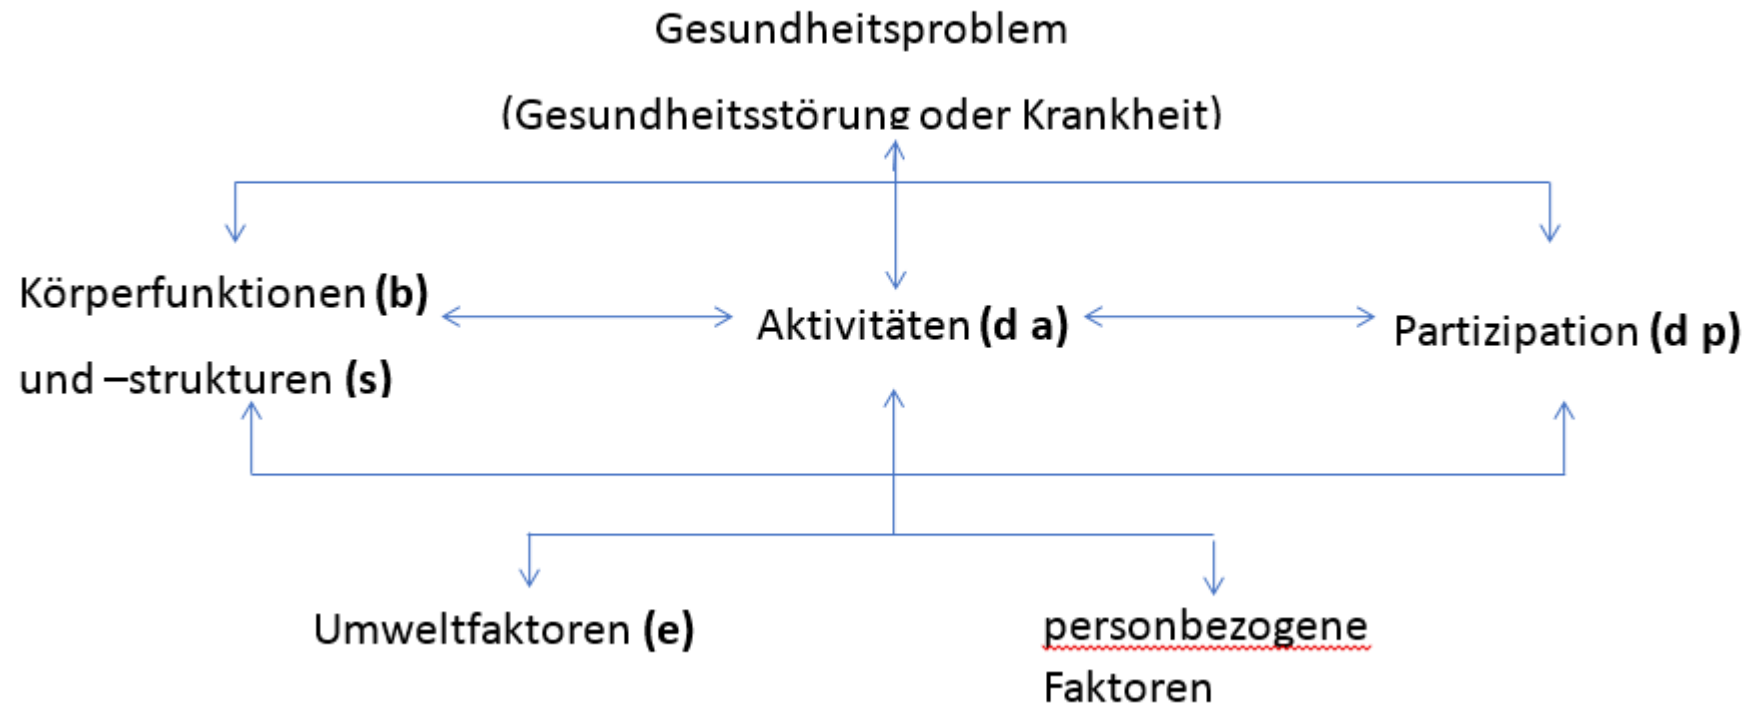 Gesundheitsproblem
(Gesundheitsstörung oder Krankheit)
Körperfunktionen (b)
und –strukturen (s)
Aktivitäten (d a)
Partizipation (d p)
Umweltfaktoren (e)
personbezogene
Faktoren